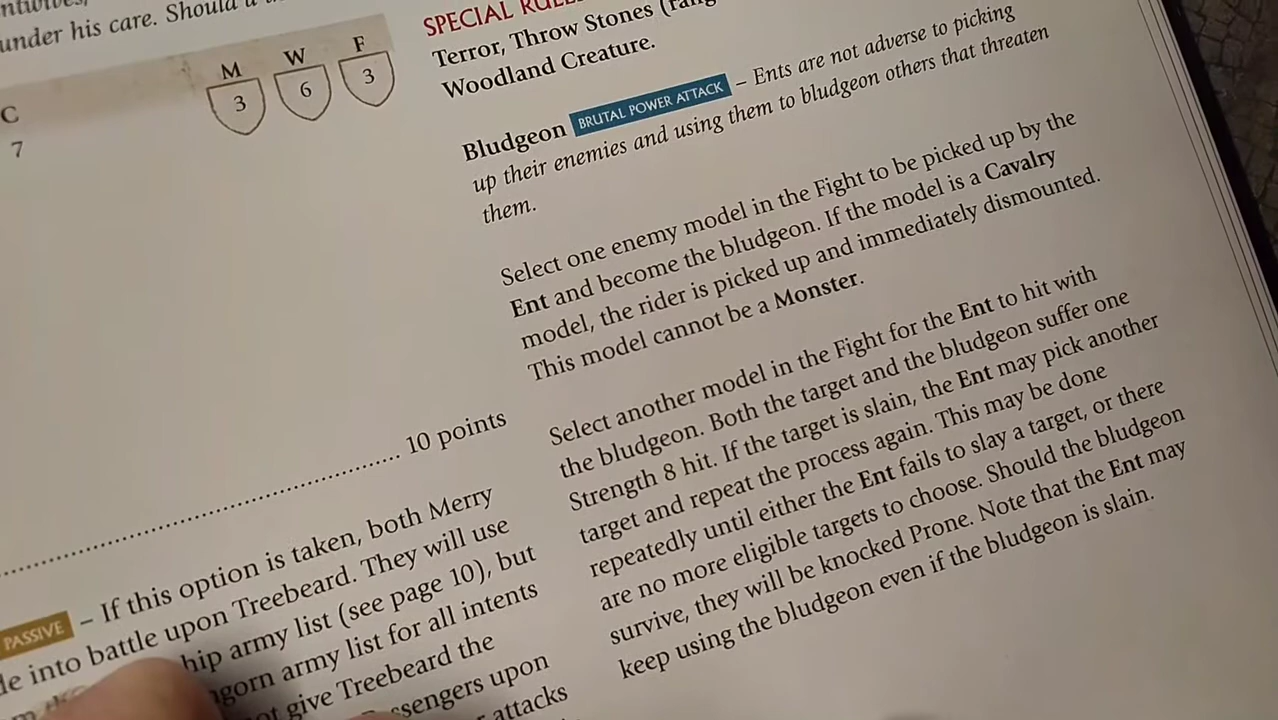 under his care. Should
M W F
C 3 6 3
7
10 points
PASSIVE – If this option is taken, both Merry
into battle upon Treebeard. They will use
army list (see page 10), but
army list for all intents
give Treebeard the
upon
attacks
SPECIAL
Terror, Throw Stones
Woodland Creature.
Bludgeon BRUTAL POWER ATTACK – Ents are not adverse to picking
up their enemies and using them to bludgeon others that threaten
them.
Select one enemy model in the Fight to be picked up by the
Ent and become the bludgeon. If the model is a Cavalry
model, the rider is picked up and immediately dismounted.
This model cannot be a Monster.
Select another model in the Fight for the Ent to hit with
the bludgeon. Both the target and the bludgeon suffer one
Strength 8 hit. If the target is slain, the Ent may pick another
target and repeat the process again. This may be done
repeatedly until either the Ent fails to slay a target, or there
are no more eligible targets to choose. Should the bludgeon
survive, they will be knocked Prone. Note that the Ent may
keep using the bludgeon even if the bludgeon is slain.